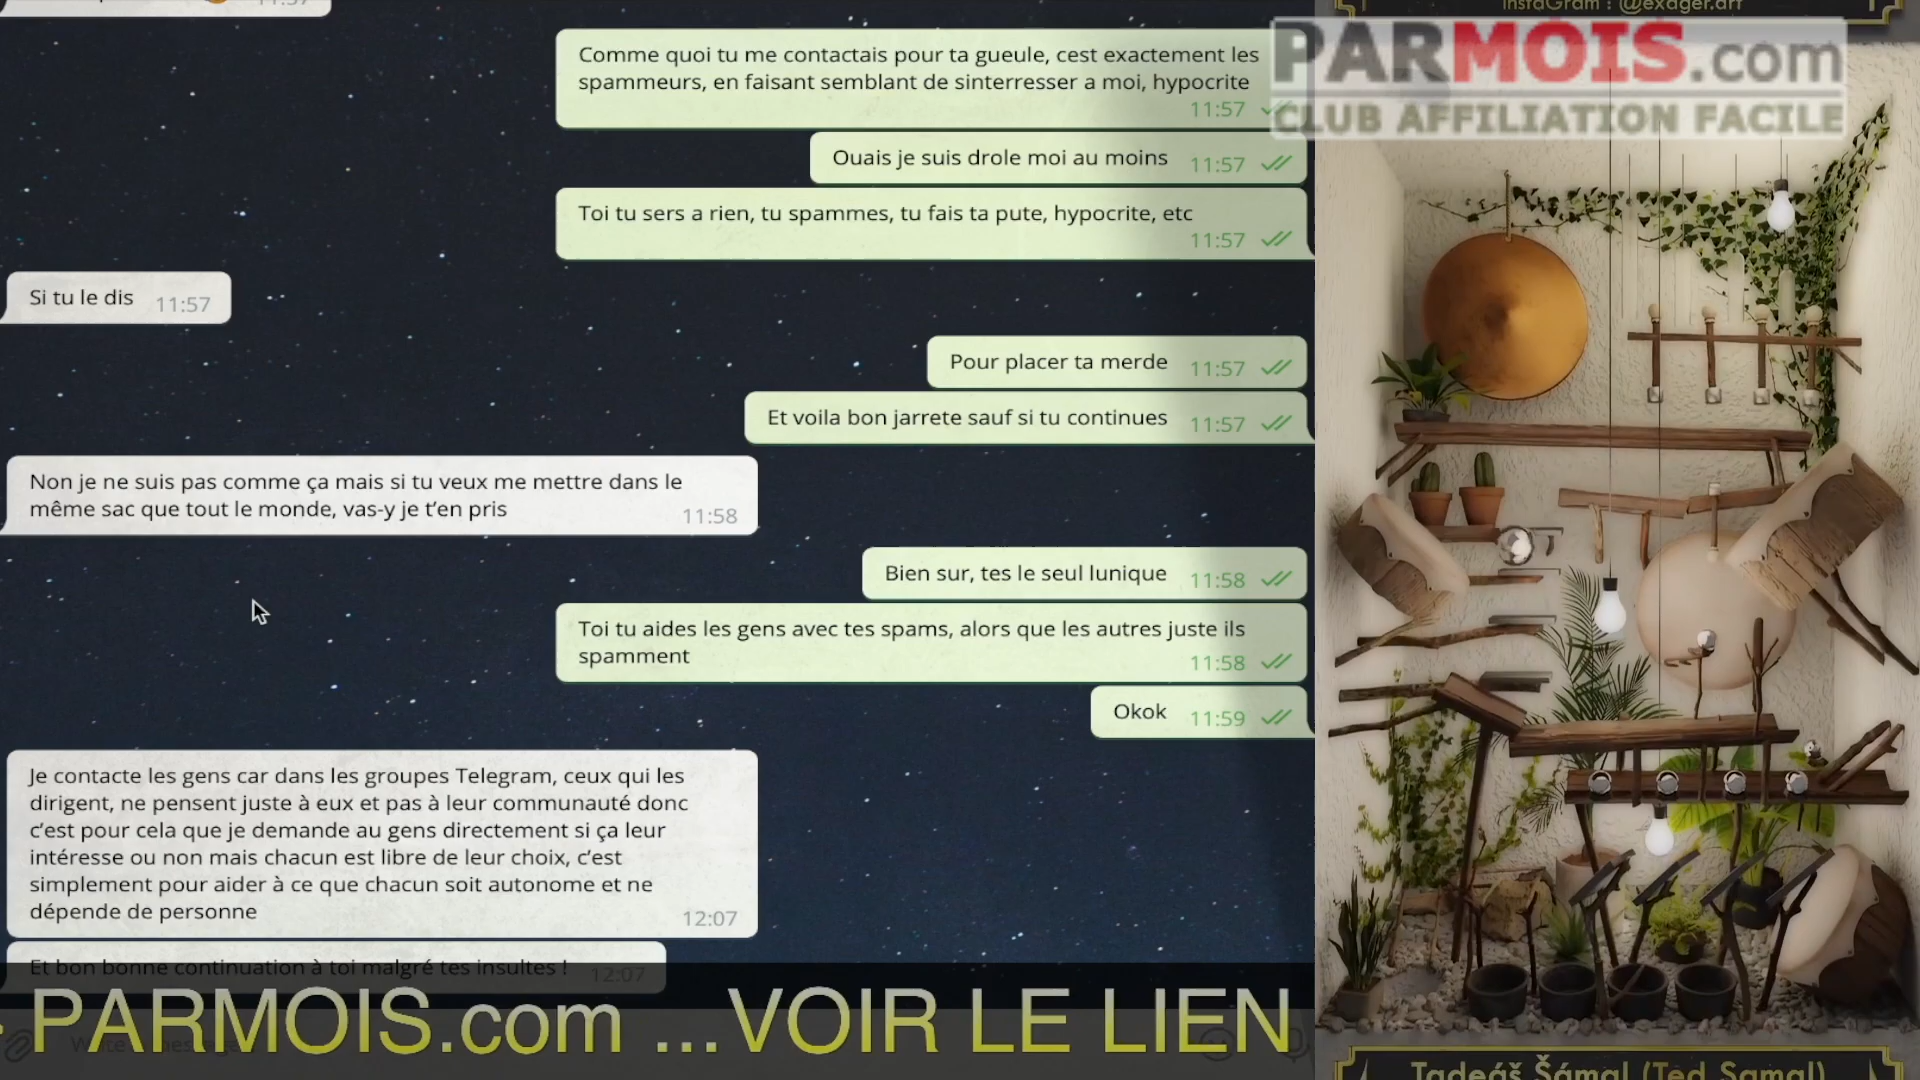 11:57
InstaGram : @exager.art
PARMOIS.com
CLUB AFFILIATION FACILE
Comme quoi tu me contactais pour ta gueule, cest exactement les
spammeurs, en faisant semblant de sinterresser a moi, hypocrite
11:57
Ouais je suis drole moi au moins 11:57
Toi tu sers a rien, tu spammes, tu fais ta pute, hypocrite, etc
11:57
Si tu le dis 11:57
Pour placer ta merde 11:57
Et voila bon jarrete sauf si tu continues 11:57
Non je ne suis pas comme ça mais si tu veux me mettre dans le
même sac que tout le monde, vas-y je t’en pris
11:58
Bien sur, tes le seul lunique 11:58
Toi tu aides les gens avec tes spams, alors que les autres juste ils
spamment
11:58
Okok 11:59
Je contacte les gens car dans les groupes Telegram, ceux qui les
dirigent, ne pensent juste à eux et pas à leur communauté donc
c’est pour cela que je demande au gens directement si ça leur
intéresse ou non mais chacun est libre de leur choix, c’est
simplement pour aider à ce que chacun soit autonome et ne
dépende de personne
12:07
Et bon bonne continuation à toi malgré tes insultes ! 12:07
PARMOIS.com ...VOIR LE LIEN
Tadeáš Šámal (Ted Samal)